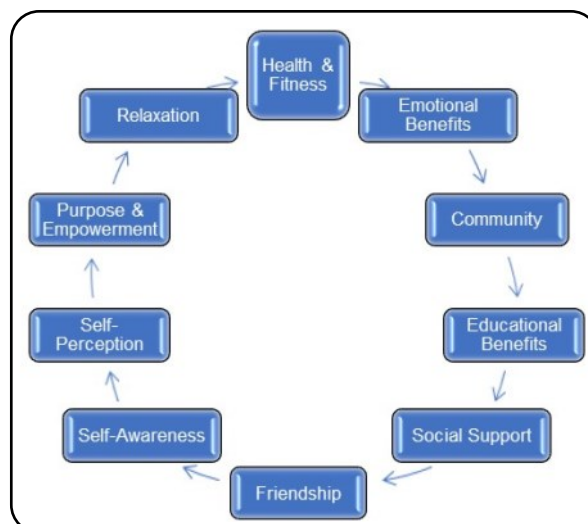 Health &
Fitness
Emotional
Benefits
Community
Educational
Benefits
Social Support
Friendship
Self-Awareness
Self-
Perception
Purpose &
Empowerment
Relaxation